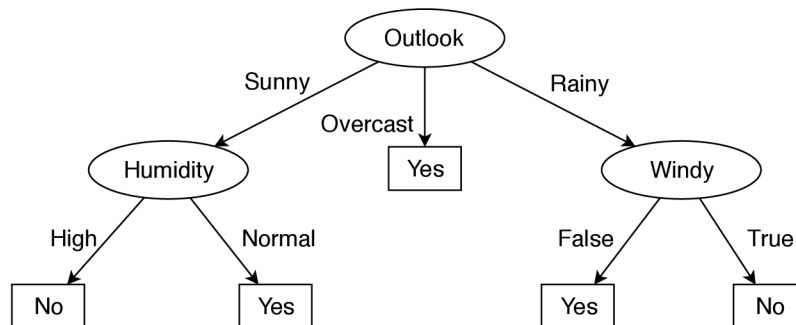 Outlook
Sunny
Rainy
Overcast
Humidity
Yes
Windy
High
Normal
False
True
No
Yes
Yes
No